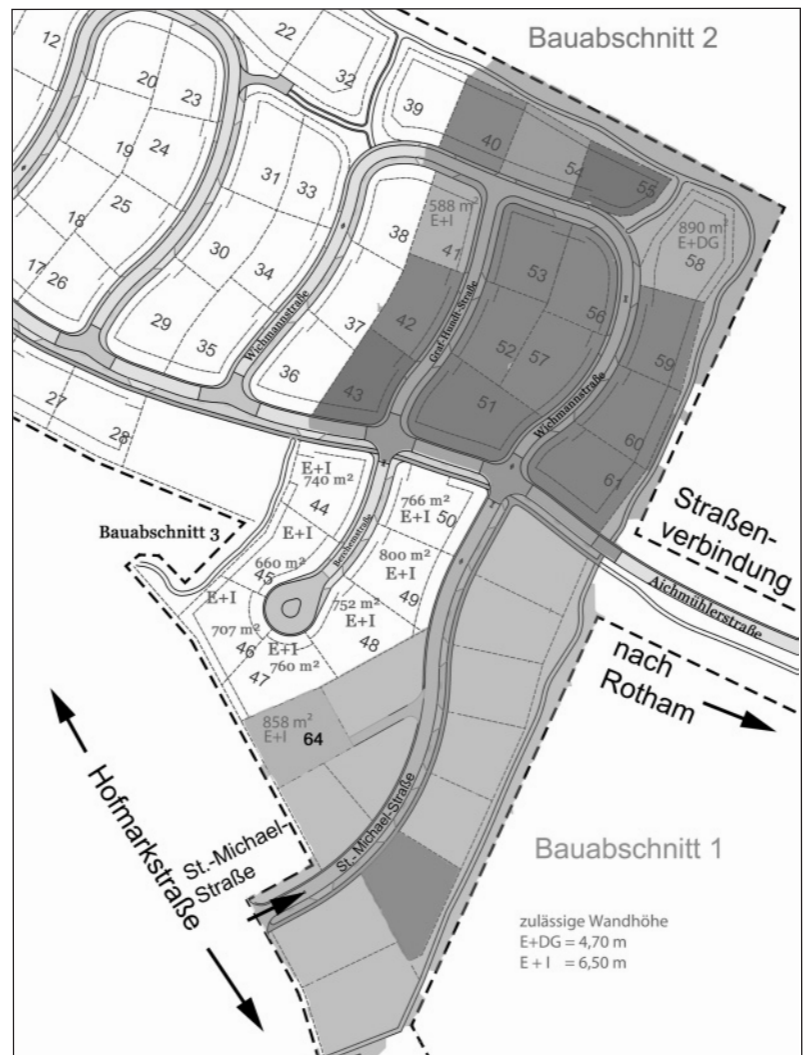 Bauabschnitt 2
12
22
32
20
23
39
40
19
24
54
55
31
33
18
25
588 m²
E+I
41
38
890 m²
E+DG
58
30
34
53
56
17
26
42
37
52
57
59
29
35
Wichmannstraße
Graf-Hundt-Straße
36
43
51
Wichmannstraße
60
27
28
61
E+I
740 m²
44
766 m²
E+I
50
Straßen-
verbindung
Bauabschnitt 3
E+I
660 m²
45
Berchemstraße
800 m²
E+I
49
Aichmühlerstraße
E+I
707 m²
46
752 m²
E+I
48
E+I
760 m²
47
nach
Rotham
858 m²
E+I
64
Hofmarkstraße
St.-Michael-
Straße
St.- Michael-Straße
Bauabschnitt 1
zulässige Wandhöhe
E+DG = 4,70 m
E + I = 6,50 m